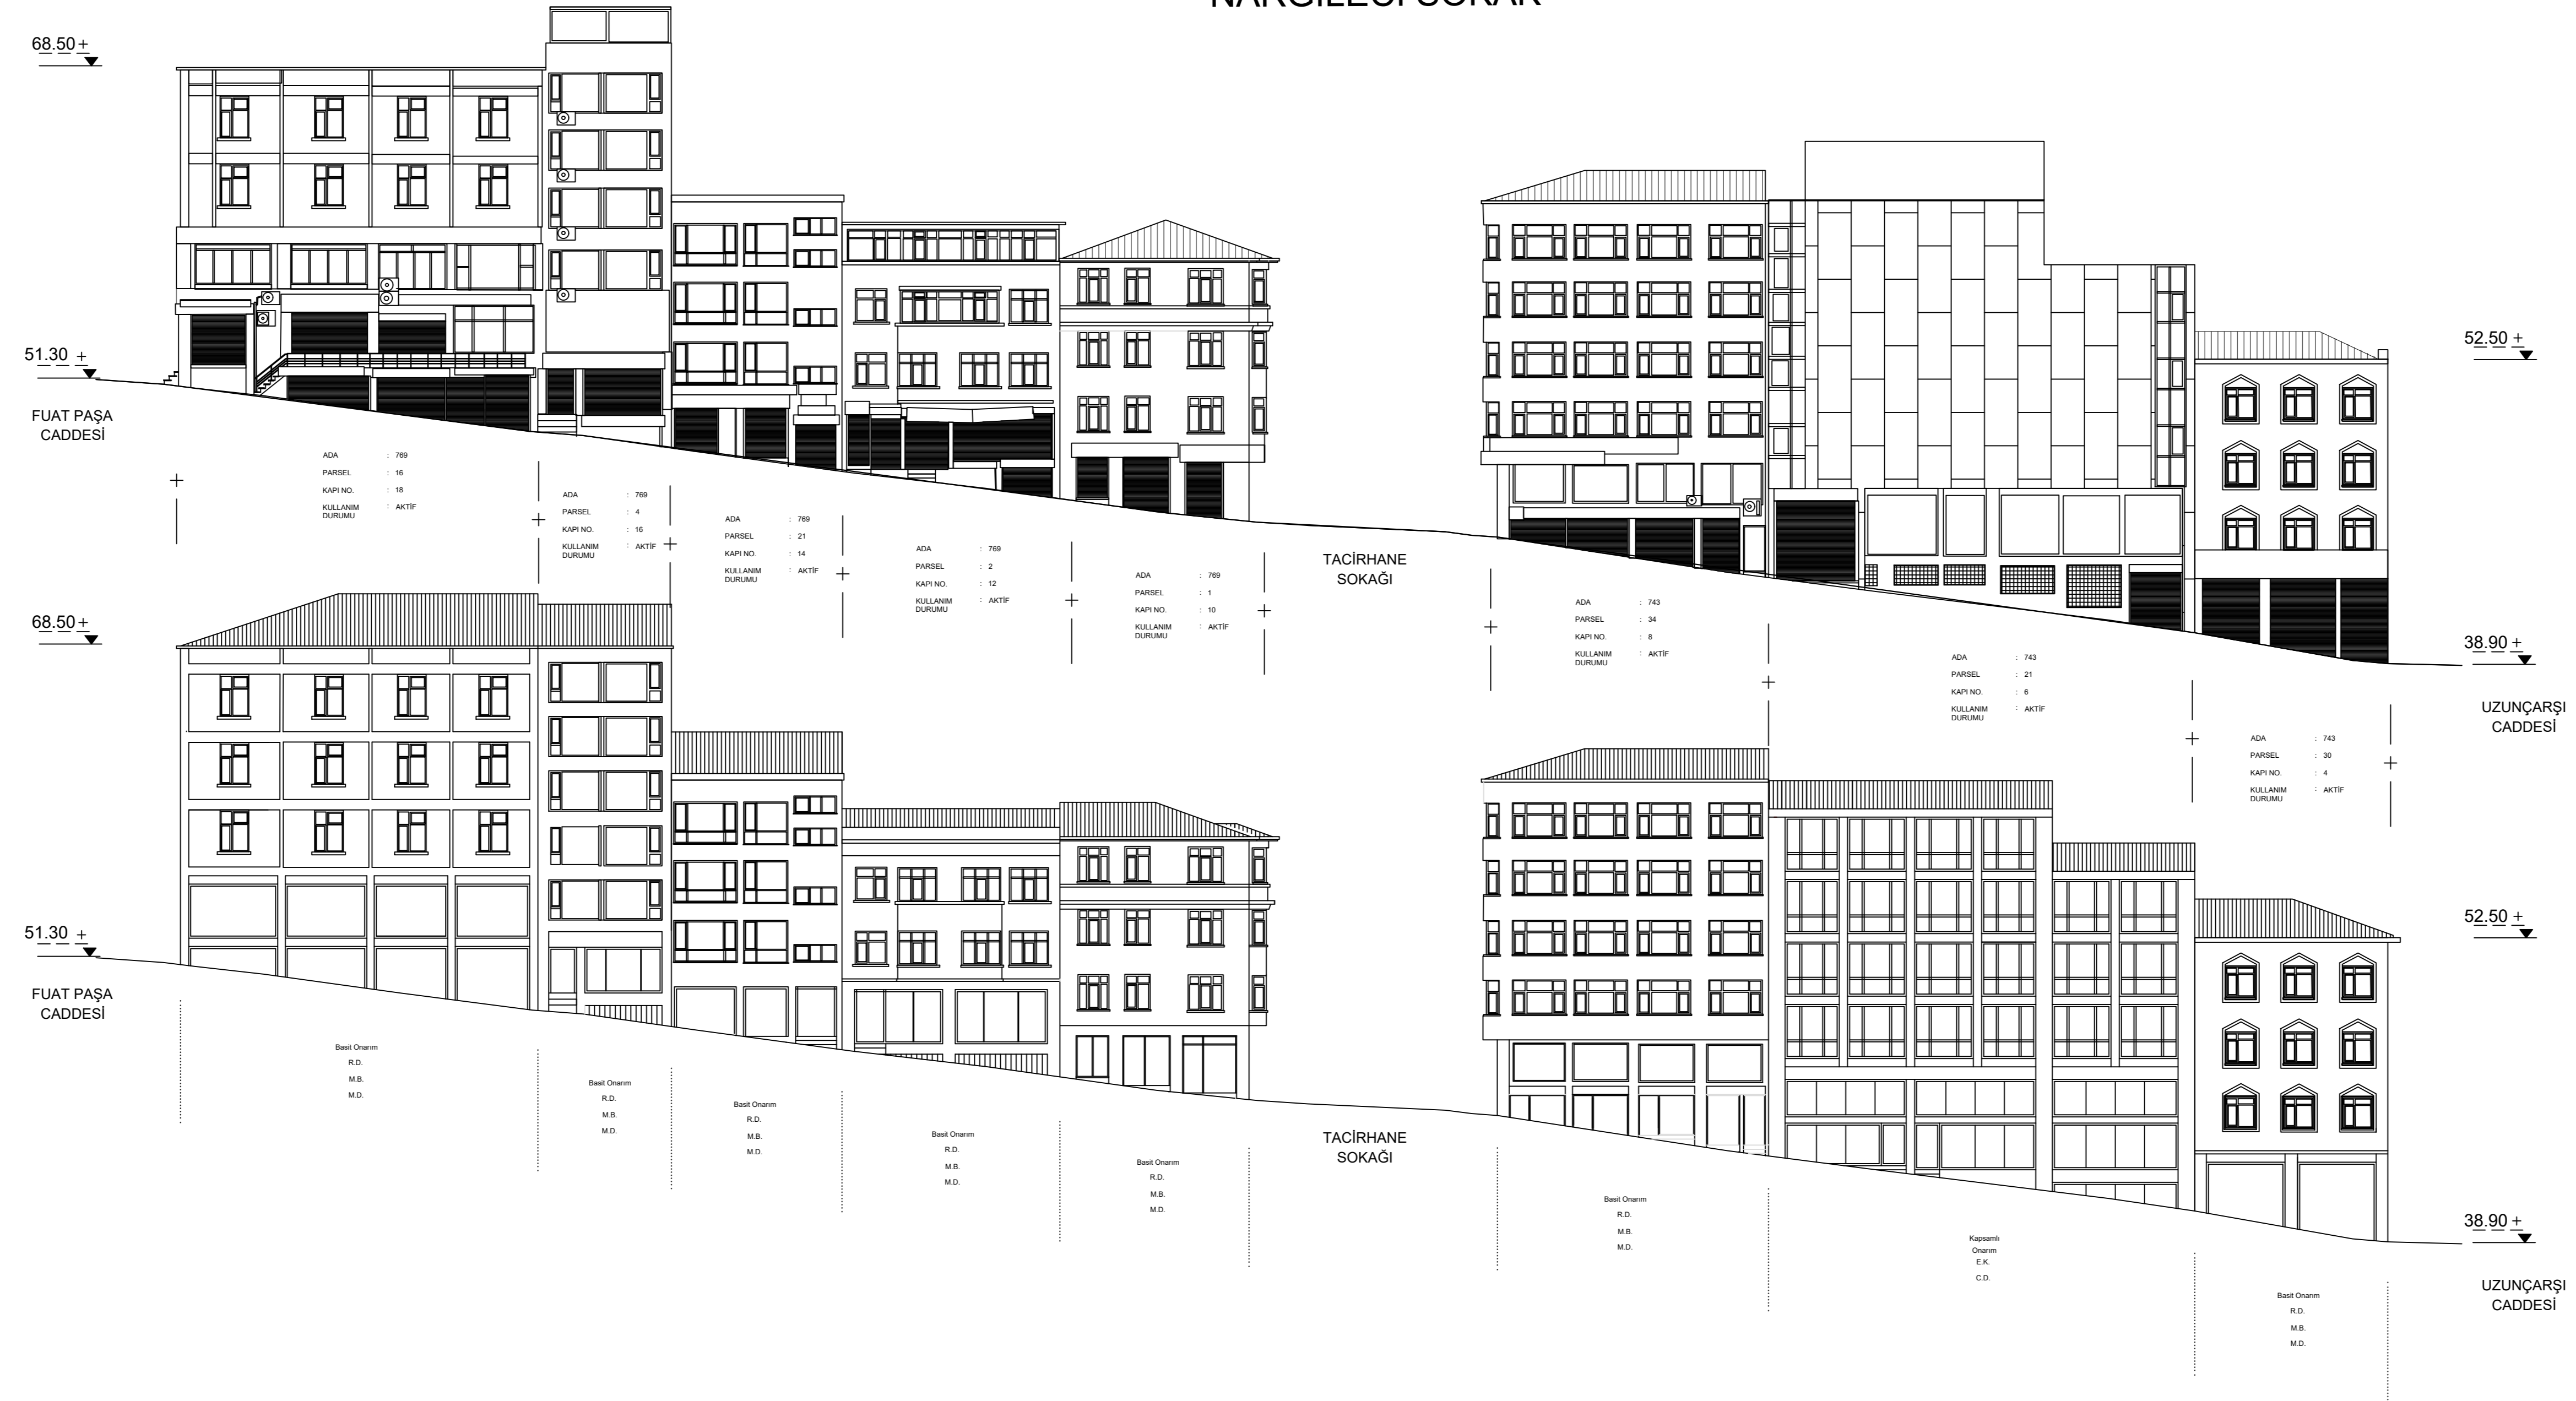 NARGİLECİ SOKAK
68.50 +
51.30 +
FUAT PAŞA
CADDESİ
52.50 +
38.90 +
UZUNÇARŞI
CADDESİ
TACİRHANE
SOKAĞI
ADA : 769
PARSEL : 16
KAPI NO. : 18
KULLANIM : AKTİF
DURUMU
ADA : 769
PARSEL : 4
KAPI NO. : 16
KULLANIM : AKTİF
DURUMU
ADA : 769
PARSEL : 21
KAPI NO. : 14
KULLANIM : AKTİF
DURUMU
ADA : 769
PARSEL : 2
KAPI NO. : 12
KULLANIM : AKTİF
DURUMU
ADA : 769
PARSEL : 1
KAPI NO. : 10
KULLANIM : AKTİF
DURUMU
ADA : 743
PARSEL : 34
KAPI NO. : 8
KULLANIM : AKTİF
DURUMU
ADA : 743
PARSEL : 21
KAPI NO. : 6
KULLANIM : AKTİF
DURUMU
ADA : 743
PARSEL : 30
KAPI NO. : 4
KULLANIM : AKTİF
DURUMU
68.50 +
51.30 +
FUAT PAŞA
CADDESİ
52.50 +
38.90 +
UZUNÇARŞI
CADDESİ
TACİRHANE
SOKAĞI
Basit Onarım
R.D.
M.B.
M.D.
Basit Onarım
R.D.
M.B.
M.D.
Basit Onarım
R.D.
M.B.
M.D.
Basit Onarım
R.D.
M.B.
M.D.
Basit Onarım
R.D.
M.B.
M.D.
Basit Onarım
R.D.
M.B.
M.D.
Kapsamlı
Onarım
E.K.
C.D.
Basit Onarım
R.D.
M.B.
M.D.